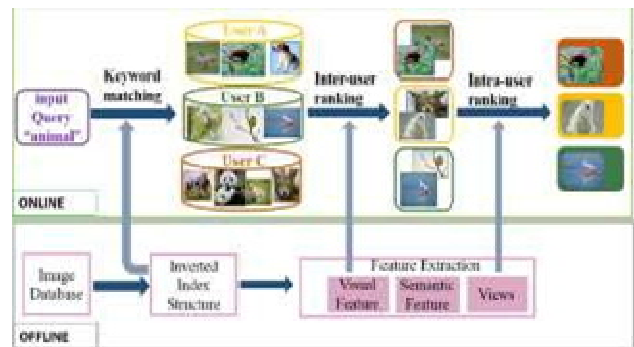 User A
Keyword
matching
input
Query
"animal"
User B
Inter-user
ranking
Intra-user
ranking
User C
ONLINE
Image
Database
Inverted
Index
Structure
Feature Extraction
Visual
Feature
Semantic
Feature
Views
OFFLINE